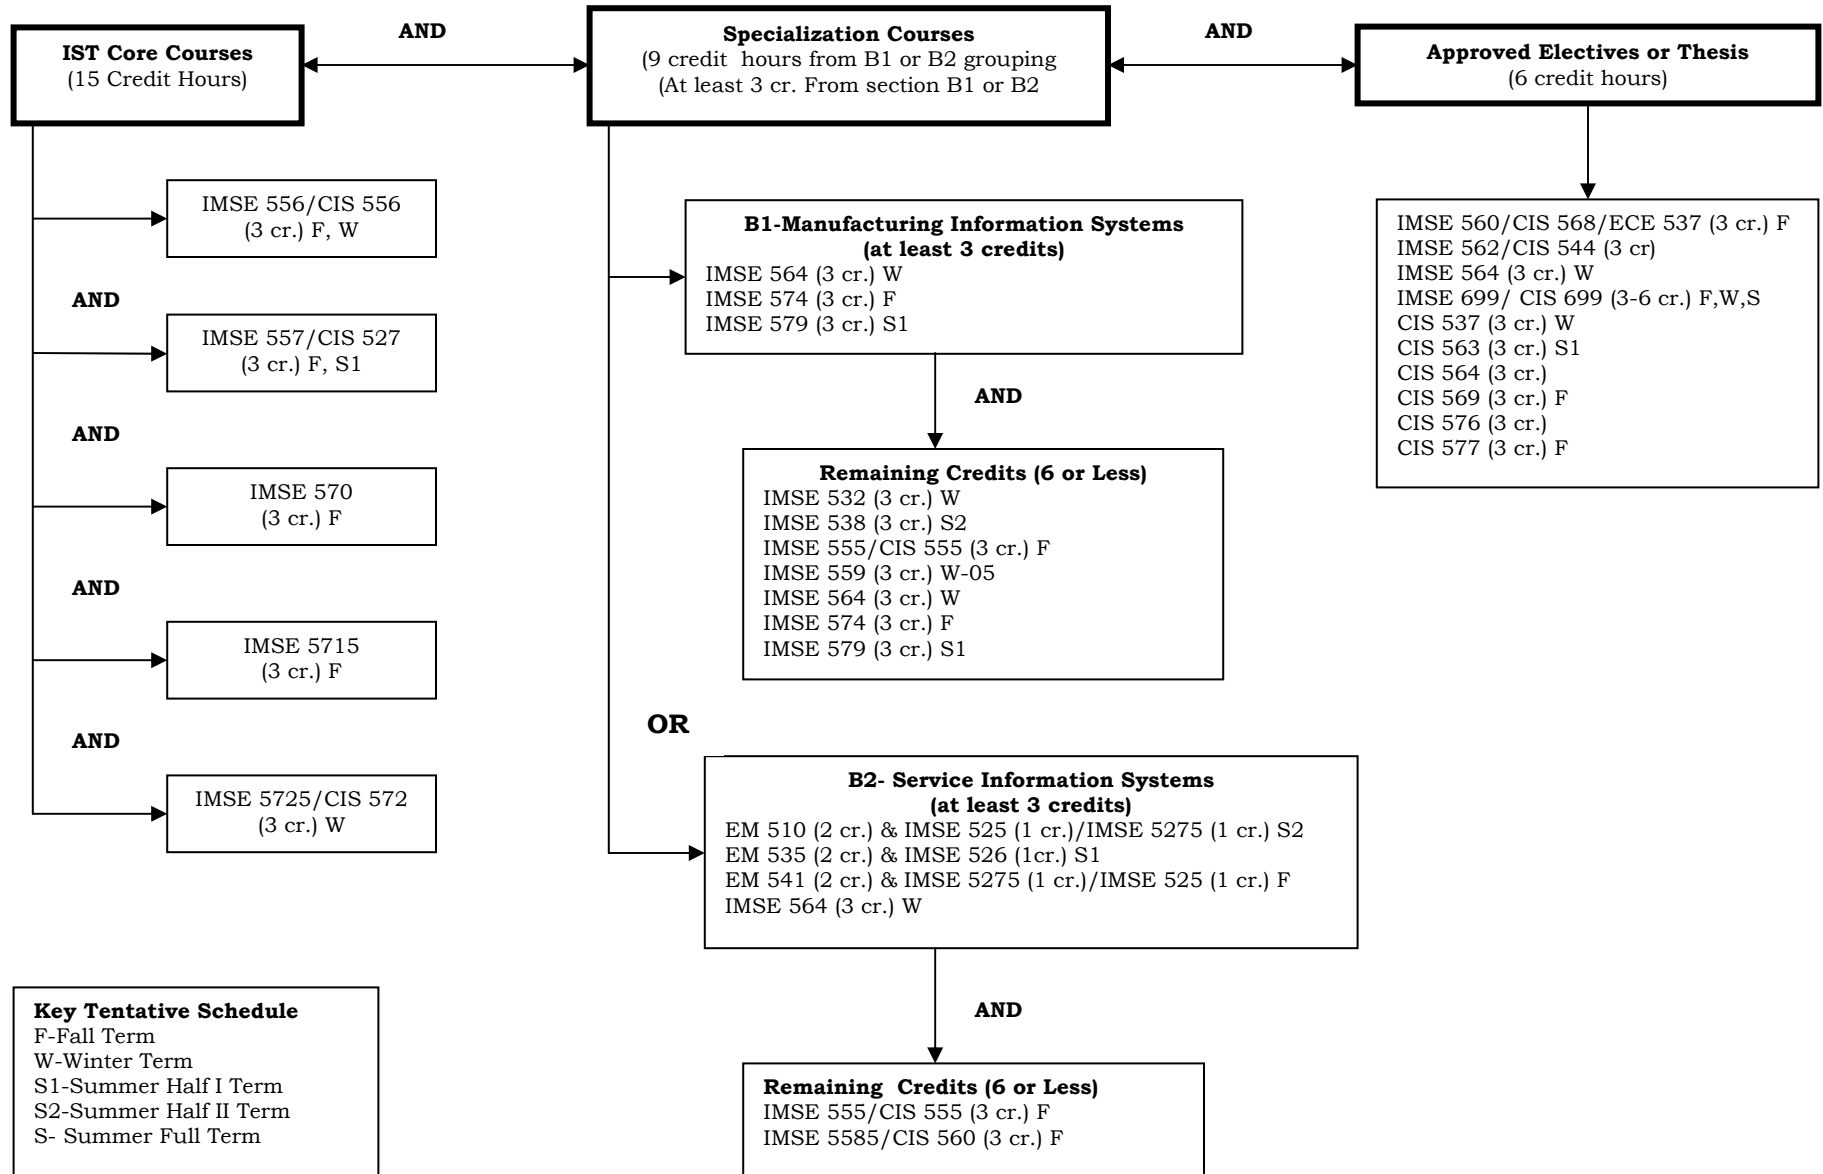 AND
AND
IST Core Courses
(15 Credit Hours)
Specialization Courses
(9 credit  hours from B1 or B2 grouping
(At least 3 cr. From section B1 or B2
Approved Electives or Thesis
(6 credit hours)
IMSE 556/CIS 556
(3 cr.) F, W
AND
IMSE 557/CIS 527
(3 cr.) F, S1
AND
IMSE 570
(3 cr.) F
AND
IMSE 5715
(3 cr.) F
AND
IMSE 5725/CIS 572
(3 cr.) W
B1-Manufacturing Information Systems
(at least 3 credits)
IMSE 564 (3 cr.) W
IMSE 574 (3 cr.) F
IMSE 579 (3 cr.) S1
AND
Remaining Credits (6 or Less)
IMSE 532 (3 cr.) W
IMSE 538 (3 cr.) S2
IMSE 555/CIS 555 (3 cr.) F
IMSE 559 (3 cr.) W-05
IMSE 564 (3 cr.) W
IMSE 574 (3 cr.) F
IMSE 579 (3 cr.) S1
OR
B2- Service Information Systems
(at least 3 credits)
EM 510 (2 cr.) & IMSE 525 (1 cr.)/IMSE 5275 (1 cr.) S2
EM 535 (2 cr.) & IMSE 526 (1cr.) S1
EM 541 (2 cr.) & IMSE 5275 (1 cr.)/IMSE 525 (1 cr.) F
IMSE 564 (3 cr.) W
AND
Remaining  Credits (6 or Less)
IMSE 555/CIS 555 (3 cr.) F
IMSE 5585/CIS 560 (3 cr.) F
IMSE 560/CIS 568/ECE 537 (3 cr.) F
IMSE 562/CIS 544 (3 cr)
IMSE 564 (3 cr.) W
IMSE 699/ CIS 699 (3-6 cr.) F,W,S
CIS 537 (3 cr.) W
CIS 563 (3 cr.) S1
CIS 564 (3 cr.)
CIS 569 (3 cr.) F
CIS 576 (3 cr.)
CIS 577 (3 cr.) F
Key Tentative Schedule
F-Fall Term
W-Winter Term
S1-Summer Half I Term
S2-Summer Half II Term
S- Summer Full Term